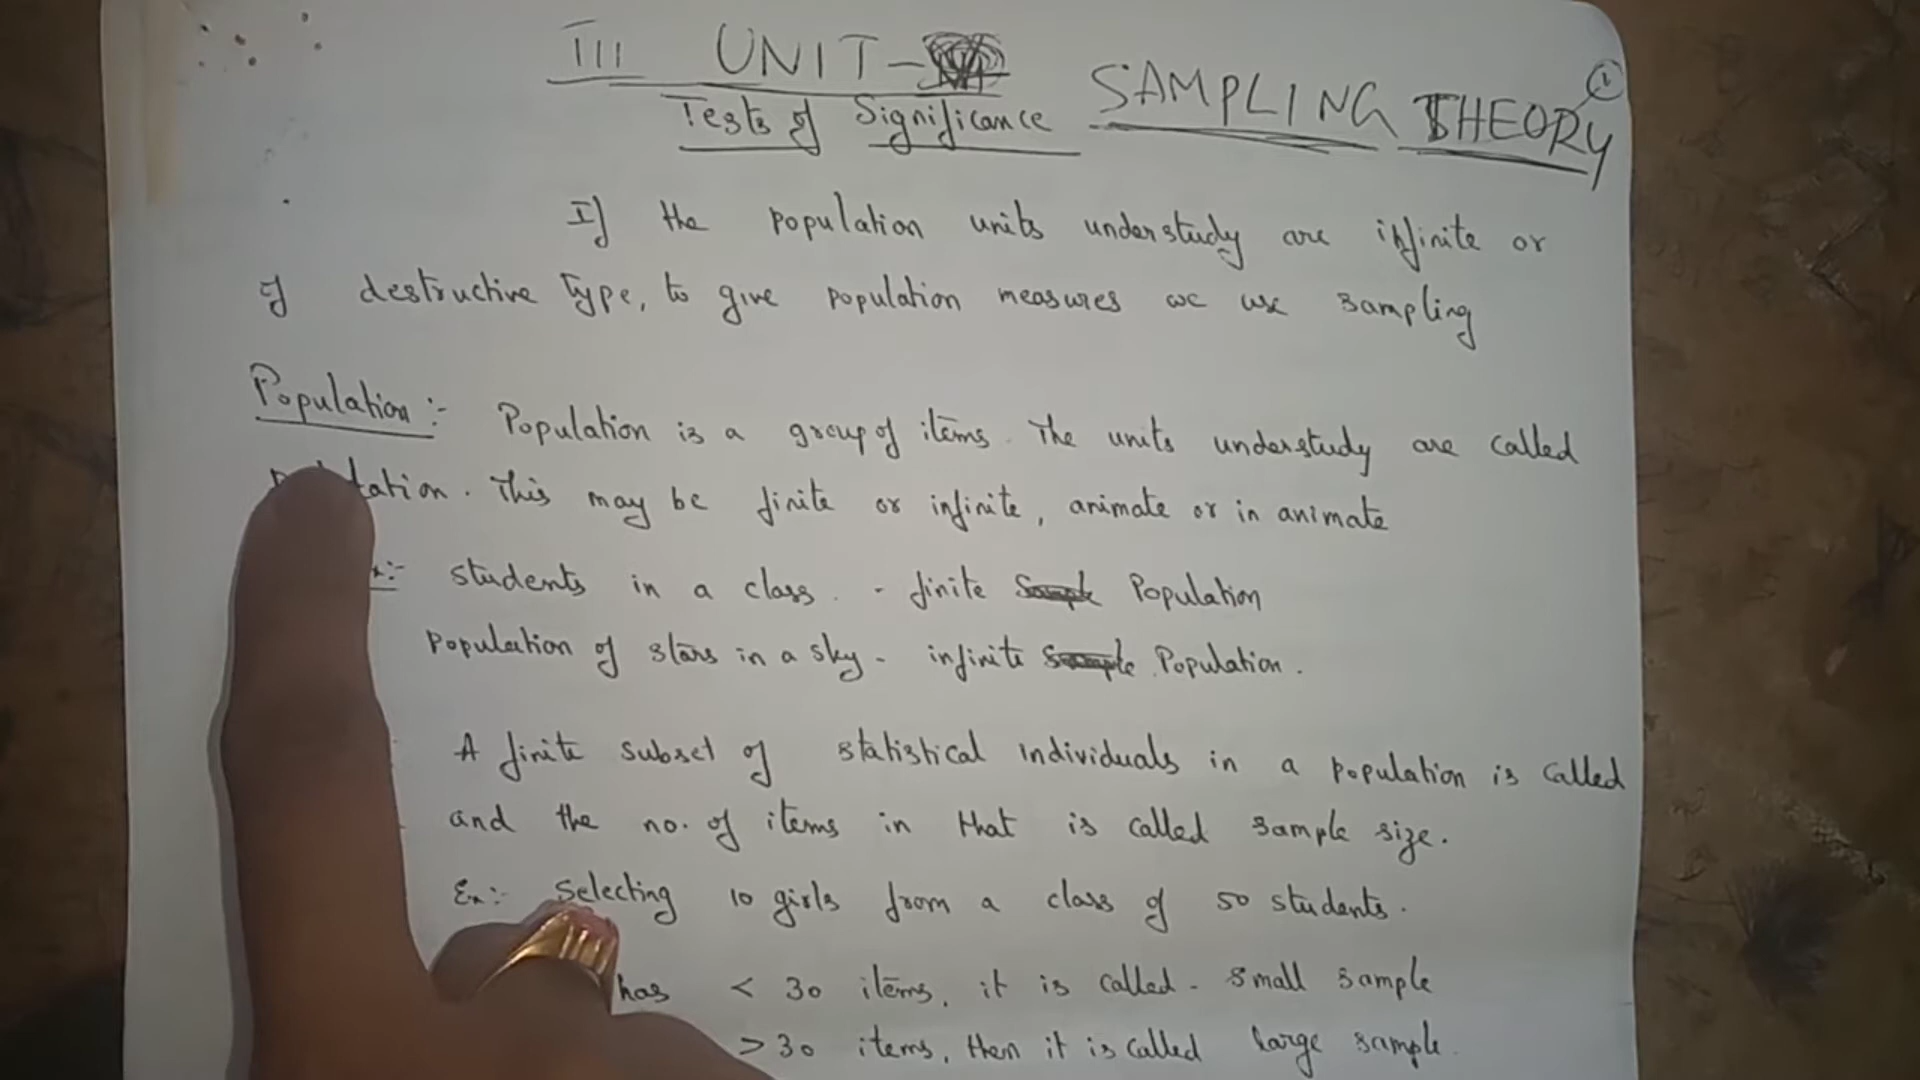 III UNIT- SAMPLING THEORY 1
Tests of Significance
If the population units understudy are infinite or
of destructive type, to give population measures we use sampling
Population :- Population is a group of items. The units understudy are called
tation. This may be finite or infinite, animate or in animate
x:- students in a class. - finite Sample Population
Population of stars in a sky - infinite Sample Population.
A finite subset of statistical individuals in a population is called
and the no. of items in that is called sample size.
Ex:- Selecting 10 girls from a class of 50 students.
has < 30 items, it is called - small sample
> 30 items, then it is called large sample.